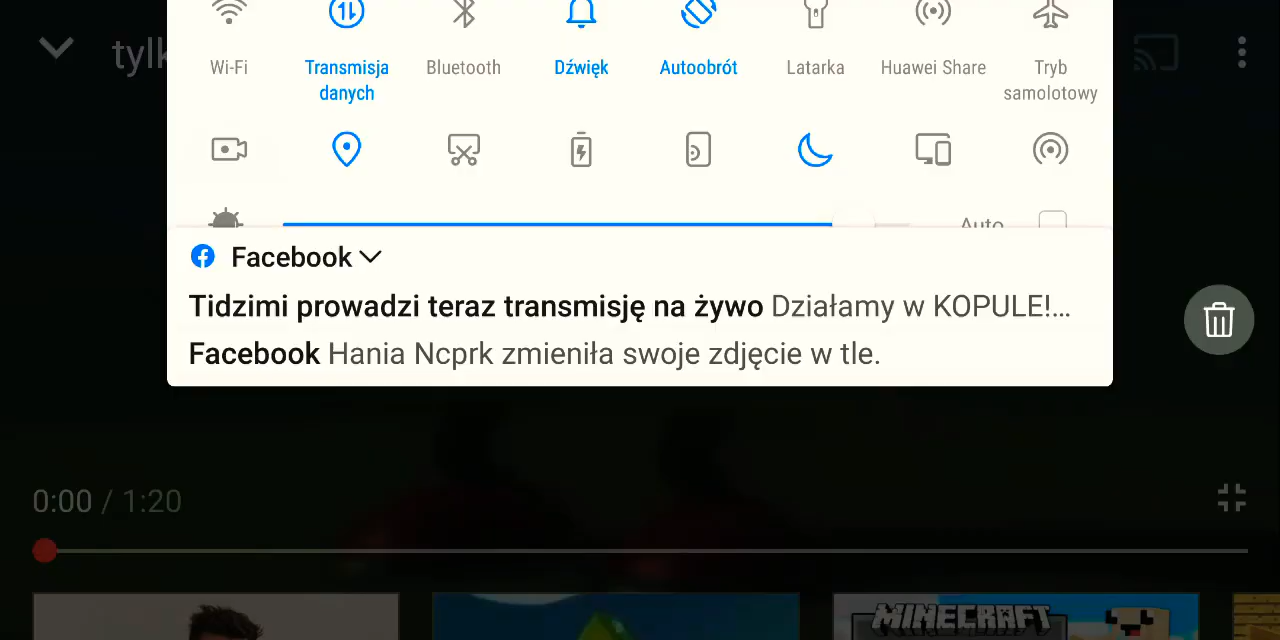 tylk
Wi-Fi
Transmisja
danych
Bluetooth
Dźwięk
Autoobrót
Latarka
Huawei Share
Tryb
samolotowy
Auto
Facebook
Tidzimi prowadzi teraz transmisję na żywo Działamy w KOPULE!...
Facebook Hania Ncprk zmieniła swoje zdjęcie w tle.
0:00 / 1:20
MINECRAFT